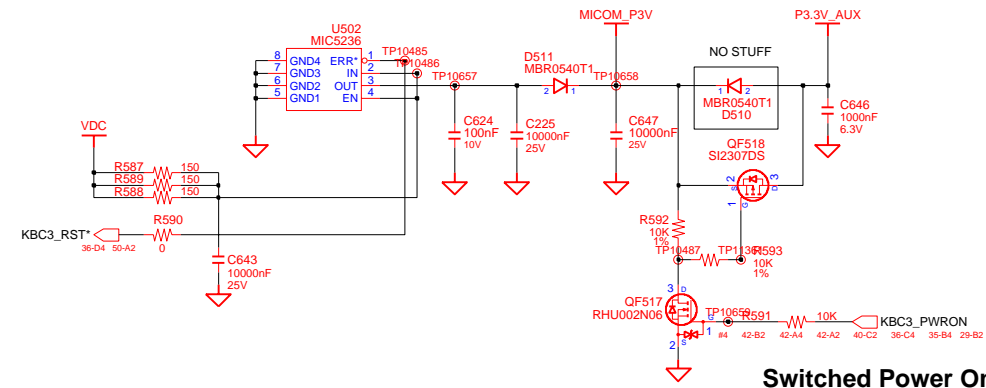 MICOM_P3V
P3.3V_AUX
U502
MIC5236
8 GND4 ERR* 1
7 GND3 IN 2
6 GND2 OUT 3
5 GND1 EN 4
TP10485
TP10486
TP10657
D511
MBR0540T1
2 1
TP10658
NO STUFF
1 2
MBR0540T1
D510
C646
1000nF
6.3V
C624
100nF
10V
C225
10000nF
25V
C647
10000nF
25V
QF518
SI2307DS
S 2 3 D
1 G
VDC
R587 150
R589 150
R588 150
R590
0
KBC3_RST*
36-D4 50-A2
C643
10000nF
25V
R592
10K
1%
TP10487
R593
10K
1%
3 D
QF517
RHU002N06
G
1
S
2
TP10659
R591
10K
KBC3_PWRON
#4 42-B2 42-A4 42-A2 40-C2 36-C4 35-B4 29-B2
Switched Power On